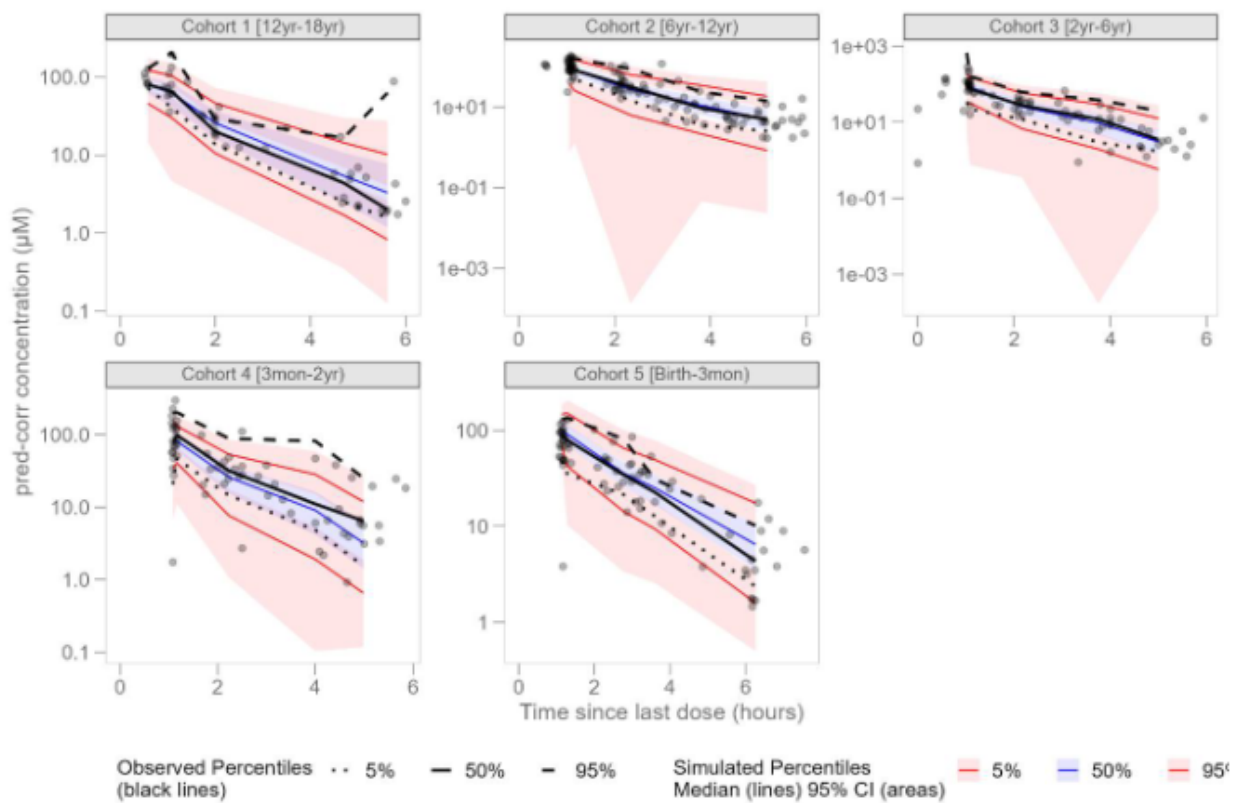 Cohort 1 [12yr-18yr)
Cohort 2 [6yr-12yr)
Cohort 3 [2yr-6yr)
100.0
10.0
1.0
0.1
0
2
4
6
1e+01
1e-01
1e-03
0
2
4
6
1e+03
1e+01
1e-01
1e-03
0
2
4
6
pred-corr concentration (µM)
Cohort 4 [3mon-2yr)
Cohort 5 [Birth-3mon)
100.0
10.0
1.0
0.1
0
2
4
6
100
10
1
0
2
4
6
Time since last dose (hours)
Observed Percentiles
(black lines)
5%
50%
95%
Simulated Percentiles
Median (lines) 95% CI (areas)
5%
50%
95